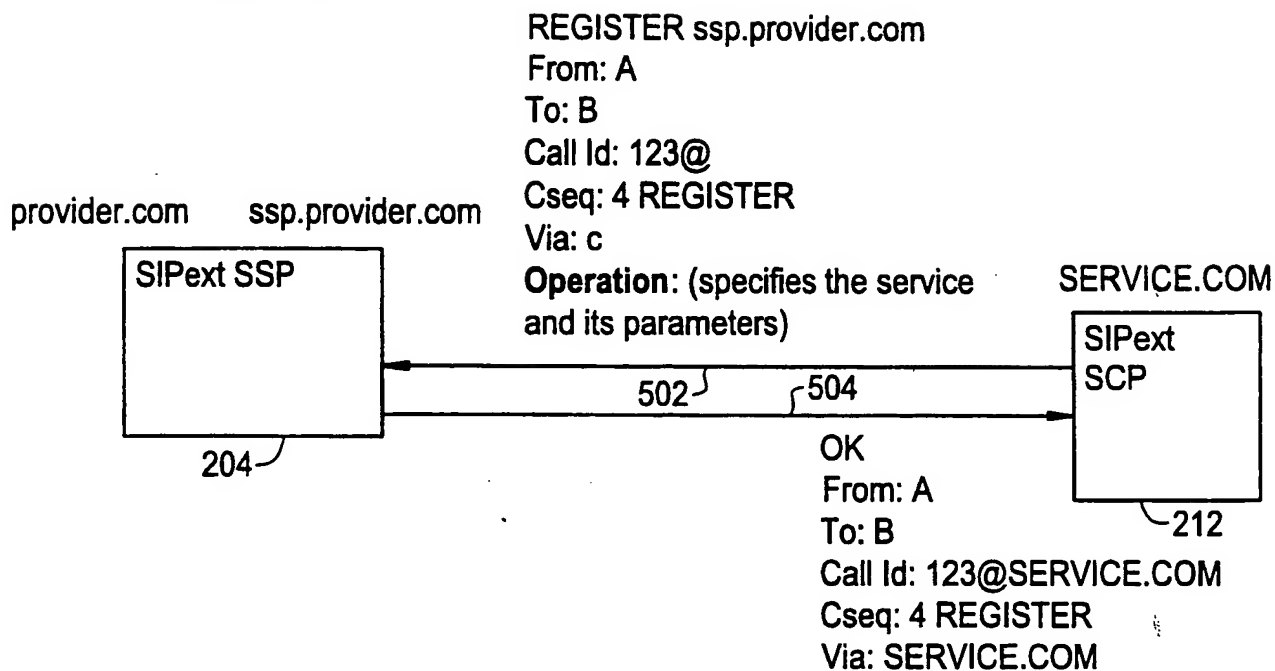 REGISTER ssp.provider.com
From: A
To: B
Call Id: 123@
Cseq: 4 REGISTER
Via: c
Operation: (specifies the service
and its parameters)
provider.com ssp.provider.com
SIPext SSP
204
SERVICE.COM
SIPext
SCP
212
502
504
OK
From: A
To: B
Call Id: 123@SERVICE.COM
Cseq: 4 REGISTER
Via: SERVICE.COM